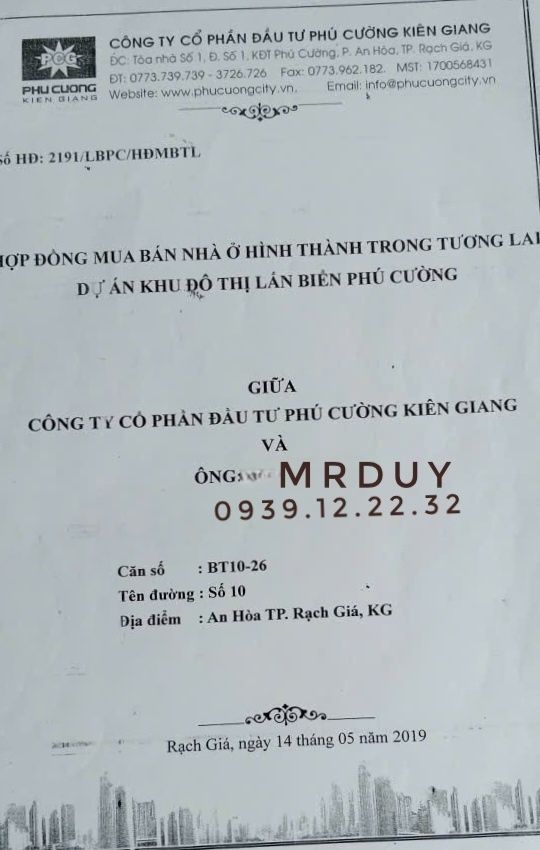 PCG
PHU CUONG
KIEN GIANG
CÔNG TY CỔ PHẦN ĐẦU TƯ PHÚ CƯỜNG KIÊN GIANG
ĐC: Tòa nhà Số 1, Đ. Số 1, KĐT Phú Cường, P. An Hòa, TP. Rạch Giá, KG
ĐT: 0773.739.739 - 3726.726 Fax: 0773.962.182. MST: 1700568431
Website: www.phucuongcity.vn, Email: info@phucuongcity.vn
Số HĐ: 2191/LBPC/HĐMBTL
HỢP ĐỒNG MUA BÁN NHÀ Ở HÌNH THÀNH TRONG TƯƠNG LAI
DỰ ÁN KHU ĐÔ THỊ LẤN BIỂN PHÚ CƯỜNG
GIỮA
CÔNG TY CỔ PHẦN ĐẦU TƯ PHÚ CƯỜNG KIÊN GIANG
VÀ
ÔNG: MRDUY
0939.12.22.32
Căn số : BT10-26
Tên đường : Số 10
Địa điểm : An Hòa TP. Rạch Giá, KG
Rạch Giá, ngày 14 tháng 05 năm 2019